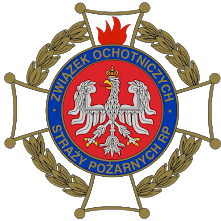 ZWIĄZEK OCHOTNICZYCH
STRAŻY POŻARNYCH RP